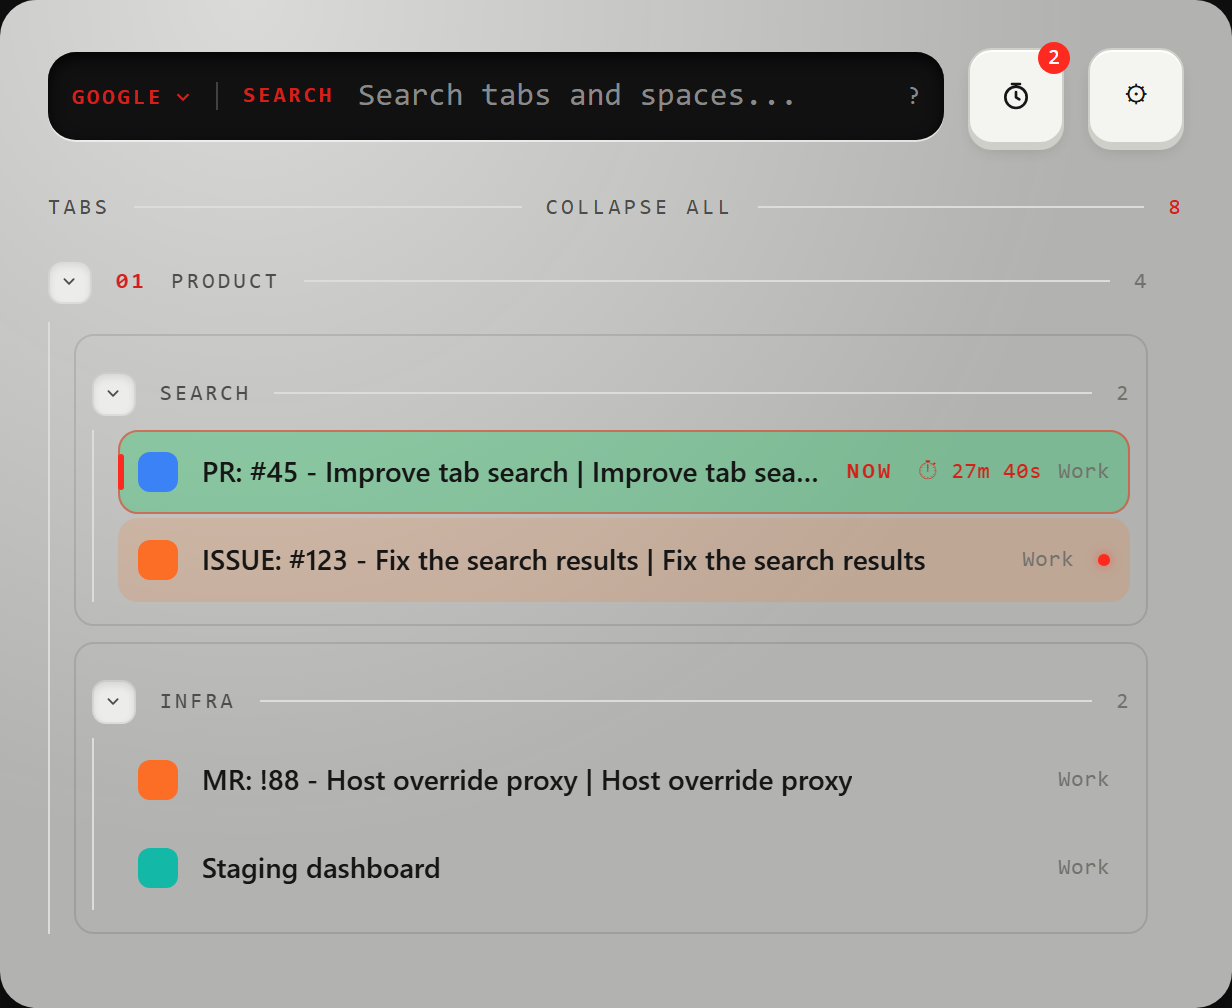 GOOGLE SEARCH Search tabs and spaces... ? 2
TABS COLLAPSE ALL 8
01 PRODUCT 4
SEARCH 2
PR: #45 - Improve tab search | Improve tab sea... NOW ⏱ 27m 40s Work
ISSUE: #123 - Fix the search results | Fix the search results Work
INFRA 2
MR: !88 - Host override proxy | Host override proxy Work
Staging dashboard Work